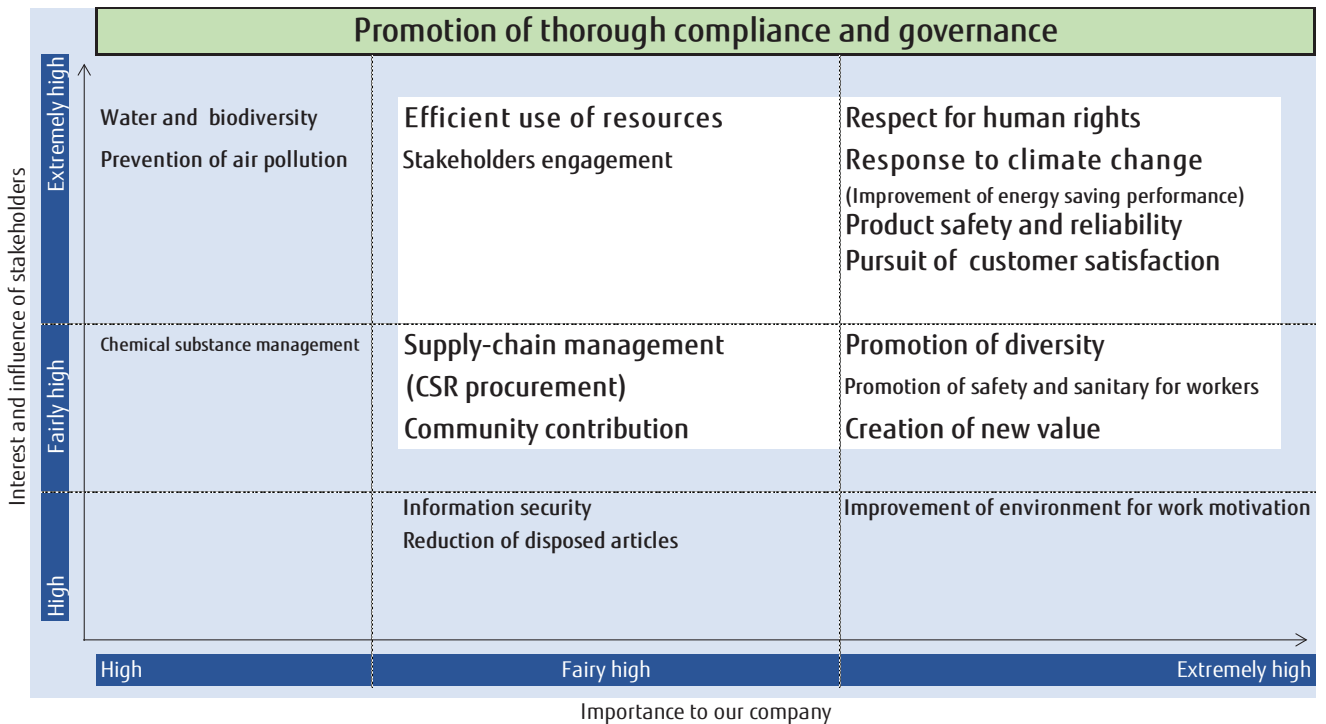 Promotion of thorough compliance and governance
Interest and influence of stakeholders
Extremely high
Water and biodiversity
Prevention of air pollution
Efficient use of resources
Stakeholders engagement
Respect for human rights
Response to climate change
(Improvement of energy saving performance)
Product safety and reliability
Pursuit of customer satisfaction
Fairly high
Chemical substance management
Supply-chain management
(CSR procurement)
Community contribution
Promotion of diversity
Promotion of safety and sanitary for workers
Creation of new value
High
Information security
Reduction of disposed articles
Improvement of environment for work motivation
High
Fairy high
Extremely high
Importance to our company